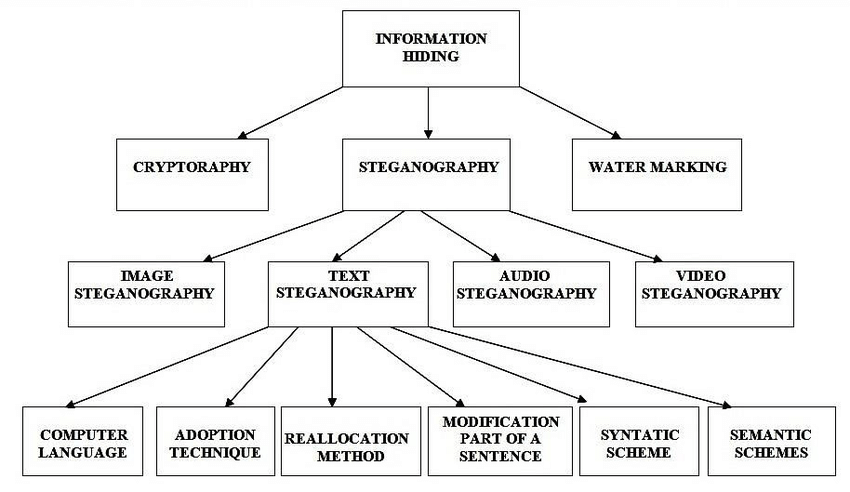 INFORMATION
HIDING
CRYPTORAPHY
STEGANOGRAPHY
WATER MARKING
IMAGE
STEGANOGRAPHY
TEXT
STEGANOGRAPHY
AUDIO
STEGANOGRAPHY
VIDEO
STEGANOGRAPHY
COMPUTER
LANGUAGE
ADOPTION
TECHNIQUE
REALLOCATION
METHOD
MODIFICATION
PART OF A
SENTENCE
SYNTATIC
SCHEME
SEMANTIC
SCHEMES